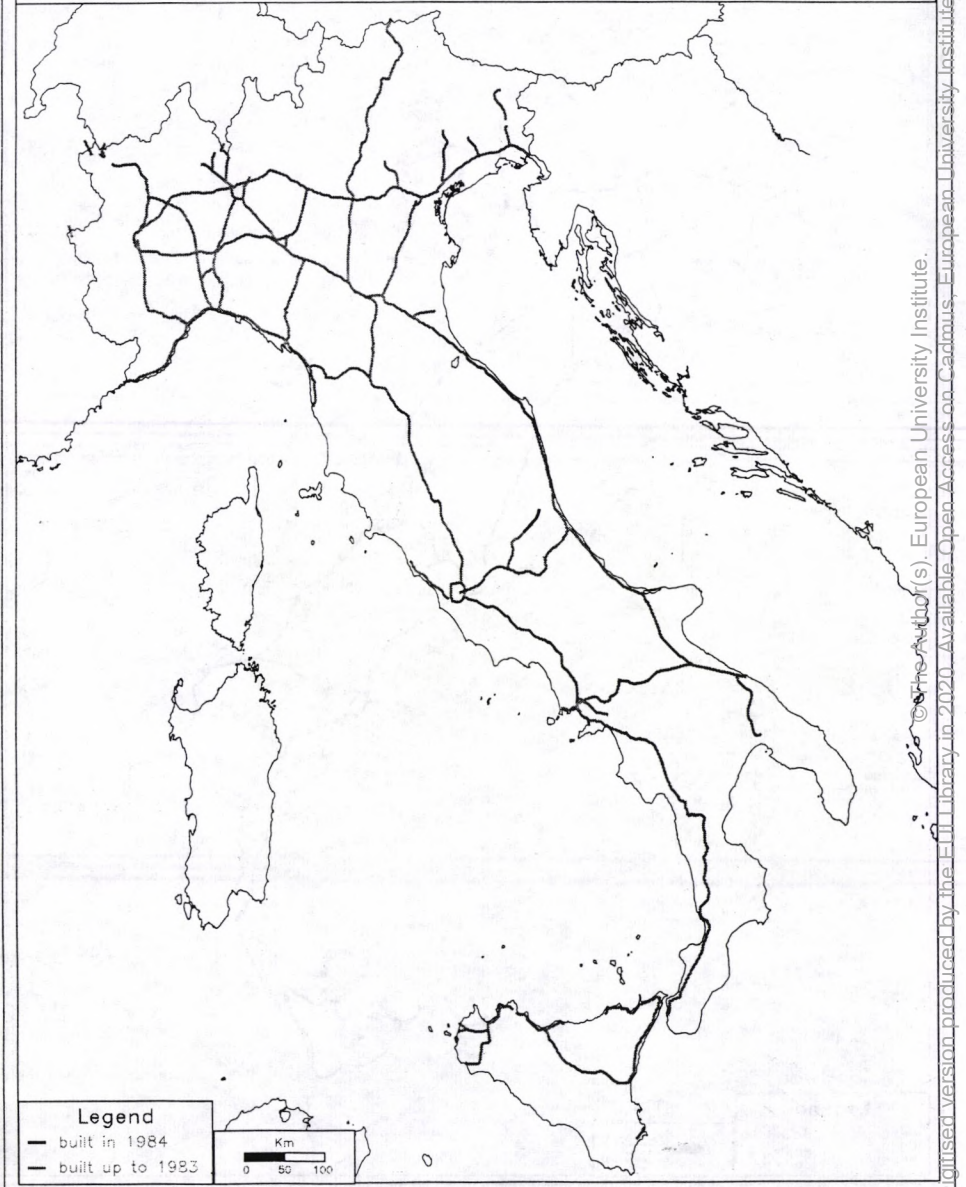 Legend
built in 1984
built up to 1983
Km
0 50 100
©The Author(s). European University Institute.
version produced by the EUI Library in 2020. Available Open Access on Cadmus, European University Institute